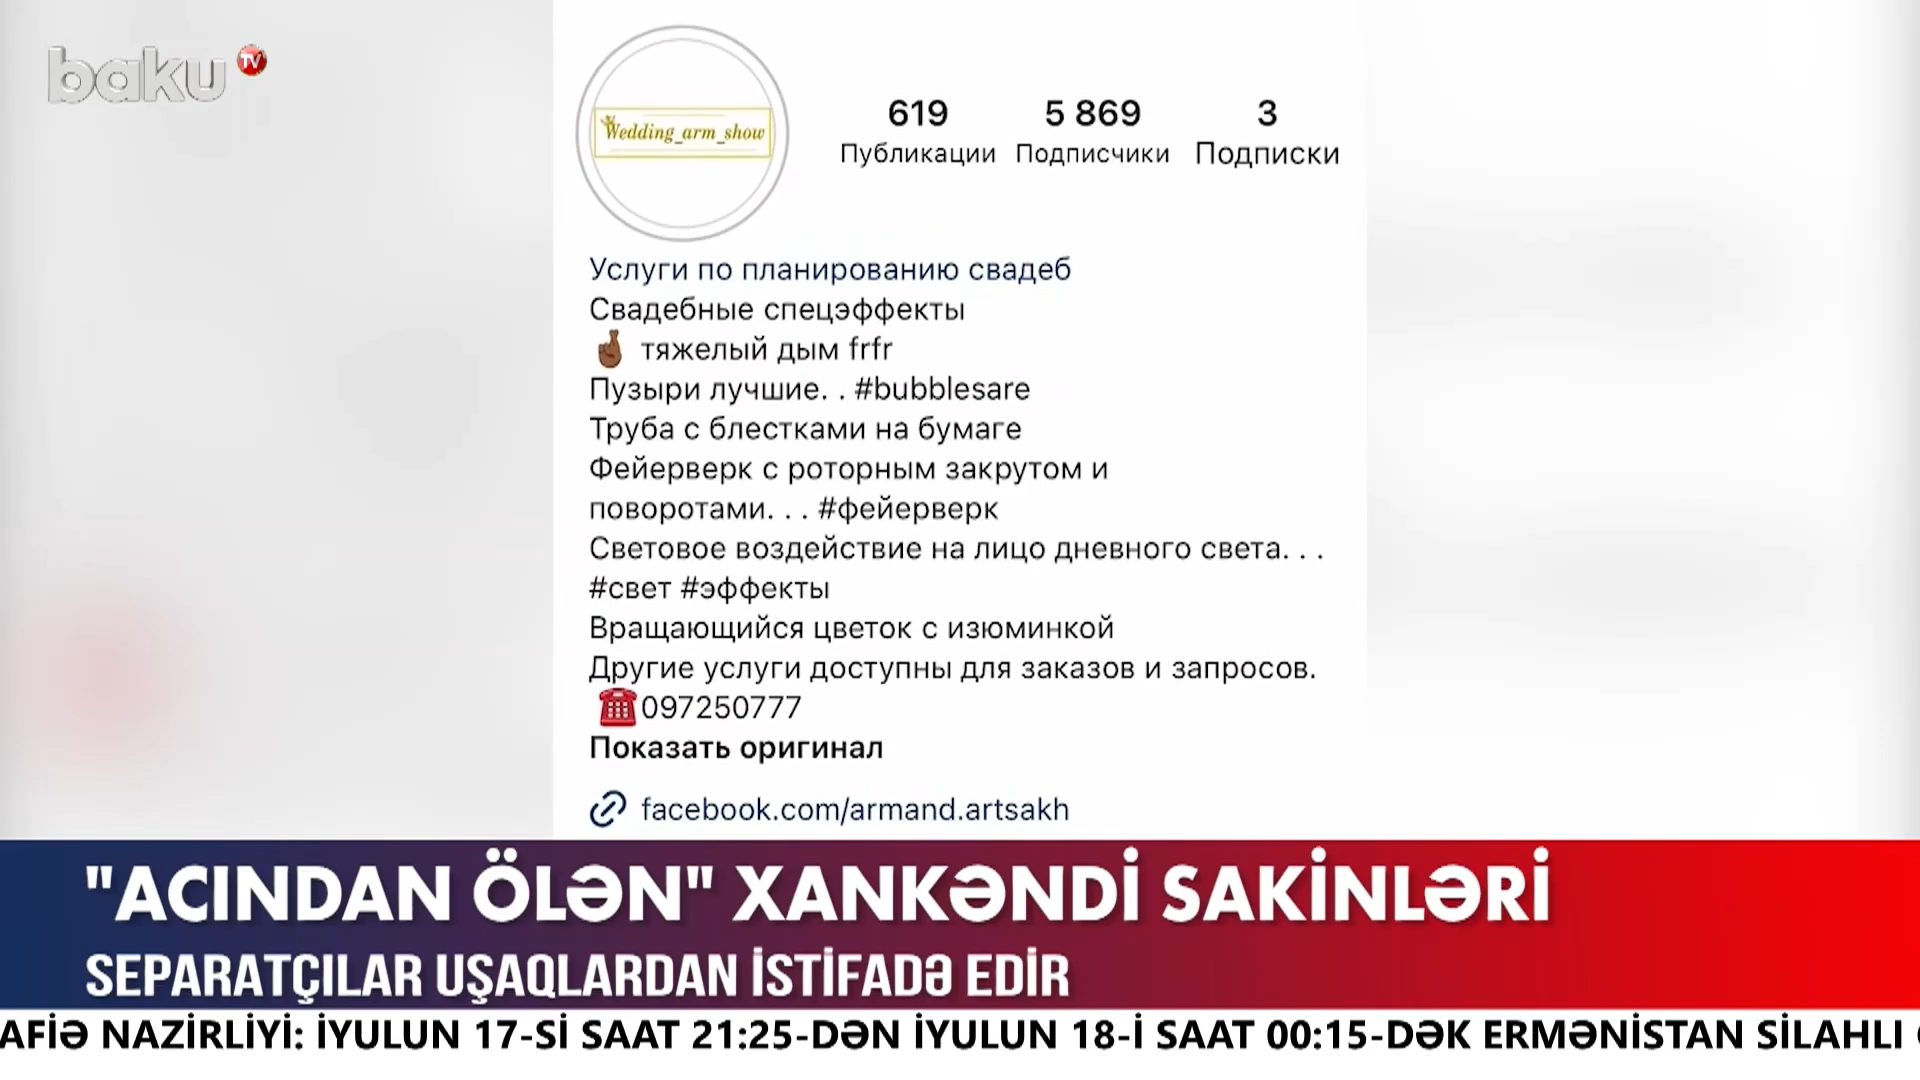 baku TV
Wedding_arm_show
619 5 869 3
Публикации Подписчики Подписки
Услуги по планированию свадеб
Свадебные спецэффекты
🤞🏾 тяжелый дым frfr
Пузыри лучшие. . #bubblesare
Труба с блестками на бумаге
Фейерверк с роторным закрутом и
поворотами. . . #фейерверк
Световое воздействие на лицо дневного света. . .
#свет #эффекты
Вращающийся цветок с изюминкой
Другие услуги доступны для заказов и запросов.
☎️097250777
Показать оригинал
facebook.com/armand.artsakh
"ACINDAN ÖLƏN" XANKƏNDİ SAKİNLƏRİ
SEPARATÇILAR UŞAQLARDAN İSTİFADƏ EDİR
AFİƏ NAZİRLİYİ: İYULUN 17-Sİ SAAT 21:25-DƏN İYULUN 18-İ SAAT 00:15-DƏK ERMƏNİSTAN SİLAHLI